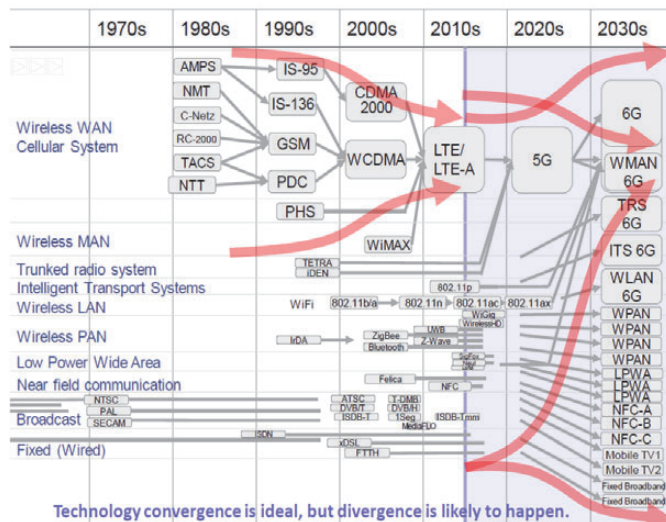 1970s 1980s 1990s 2000s 2010s 2020s 2030s
Wireless WAN
Cellular System
AMPS
NMT
C-Netz
RC-2000
TACS
NTT
IS-95
IS-136
GSM
PDC
PHS
CDMA
2000
WCDMA
WiMAX
LTE/
LTE-A
5G
6G
WMAN
6G
TRS
6G
ITS 6G
WLAN
6G
WPAN
WPAN
WPAN
WPAN
LPWA
LPWA
LPWA
NFC-A
NFC-B
NFC-C
Mobile TV1
Mobile TV2
Fixed Broadband
Fixed Broadband
Wireless MAN
Trunked radio system
TETRA
iDEN
Intelligent Transport Systems
802.11p
Wireless LAN
WiFi
802.11b/a
802.11n
802.11ac
802.11ax
WiGig
WirelessHD
Wireless PAN
IrDA
ZigBee
Bluetooth
UWB
Z-Wave
Low Power Wide Area
SigFox
Near field communication
Felica
NFC
Broadcast
NTSC
PAL
SECAM
ATSC
DVB/T
ISDB-T
T-DMB
DVB/H
1Seg
MediaFLO
ISDB-Tmm
Fixed (Wired)
ISDN
xDSL
FTTH
Technology convergence is ideal, but divergence is likely to happen.